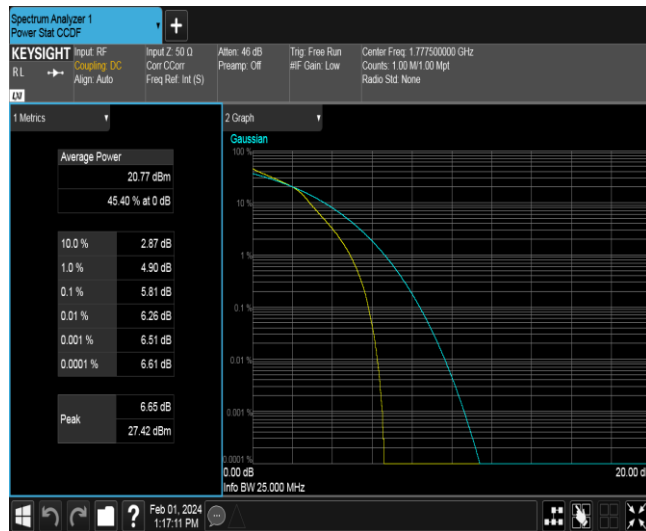 Spectrum Analyzer 1
Power Stat CCDF
KEYSIGHT
RL
LXI
Input: RF
Coupling: DC
Align: Auto
Input Z: 50 Ω
Corr CCorr
Freq Ref: Int (S)
Atten: 46 dB
Preamp: Off
Trig: Free Run
#IF Gain: Low
Center Freq: 1.777500000 GHz
Counts: 1.00 M/1.00 Mpt
Radio Std: None
1 Metrics
Average Power
20.77 dBm
45.40 % at 0 dB
10.0 % 2.87 dB
1.0 % 4.90 dB
0.1 % 5.81 dB
0.01 % 6.26 dB
0.001 % 6.51 dB
0.0001 % 6.61 dB
Peak
6.65 dB
27.42 dBm
2 Graph
Gaussian
100 %
10 %
1 %
0.1 %
0.01 %
0.001 %
0.0001 %
0.00 dB
20.00 d
Info BW 25.000 MHz
?
Feb 01, 2024
1:17:11 PM